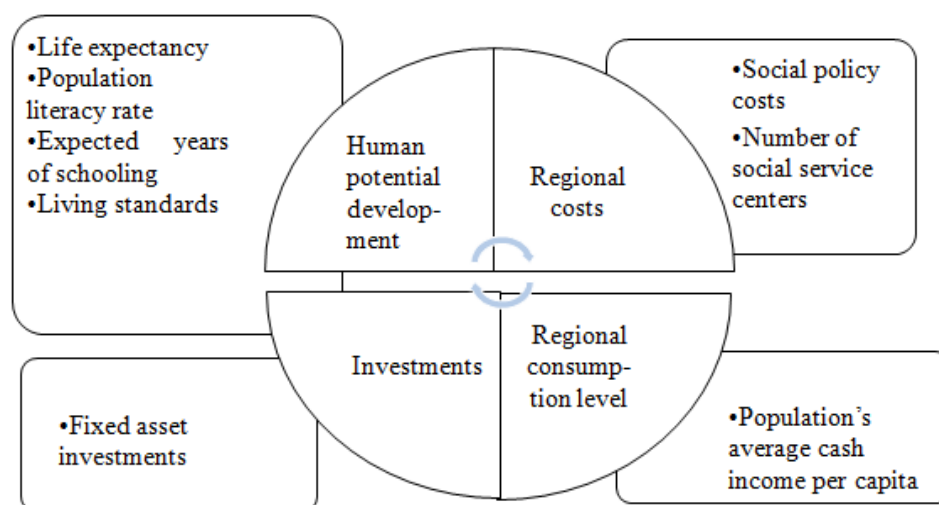 •Life expectancy
•Population
literacy rate
•Expected years
of schooling
•Living standards
Human
potential
develop-
ment
Regional
costs
•Social policy
costs
•Number of
social service
centers
Investments
Regional
consump-
tion level
•Fixed asset
investments
•Population’s
average cash
income per capita